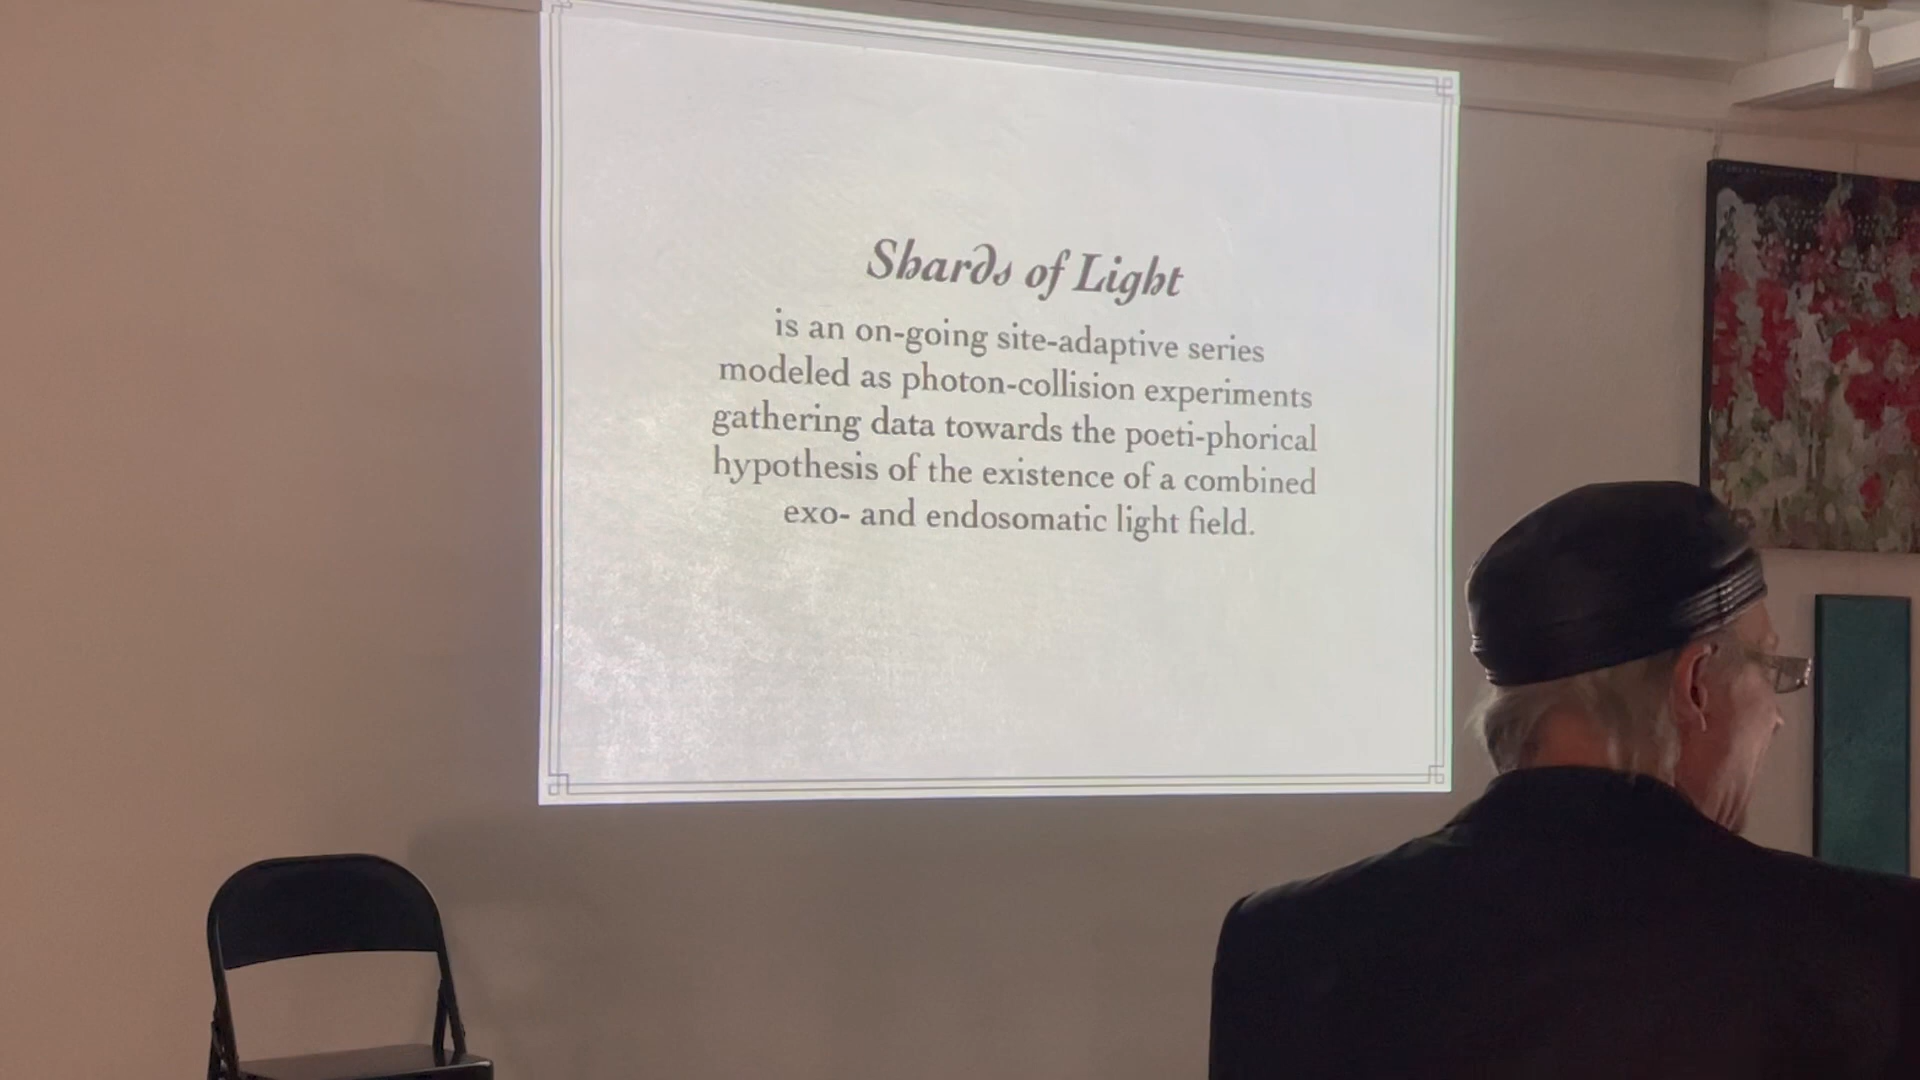 Shards of Light
is an on-going site-adaptive series
modeled as photon-collision experiments
gathering data towards the poeti-phorical
hypothesis of the existence of a combined
exo- and endosomatic light field.